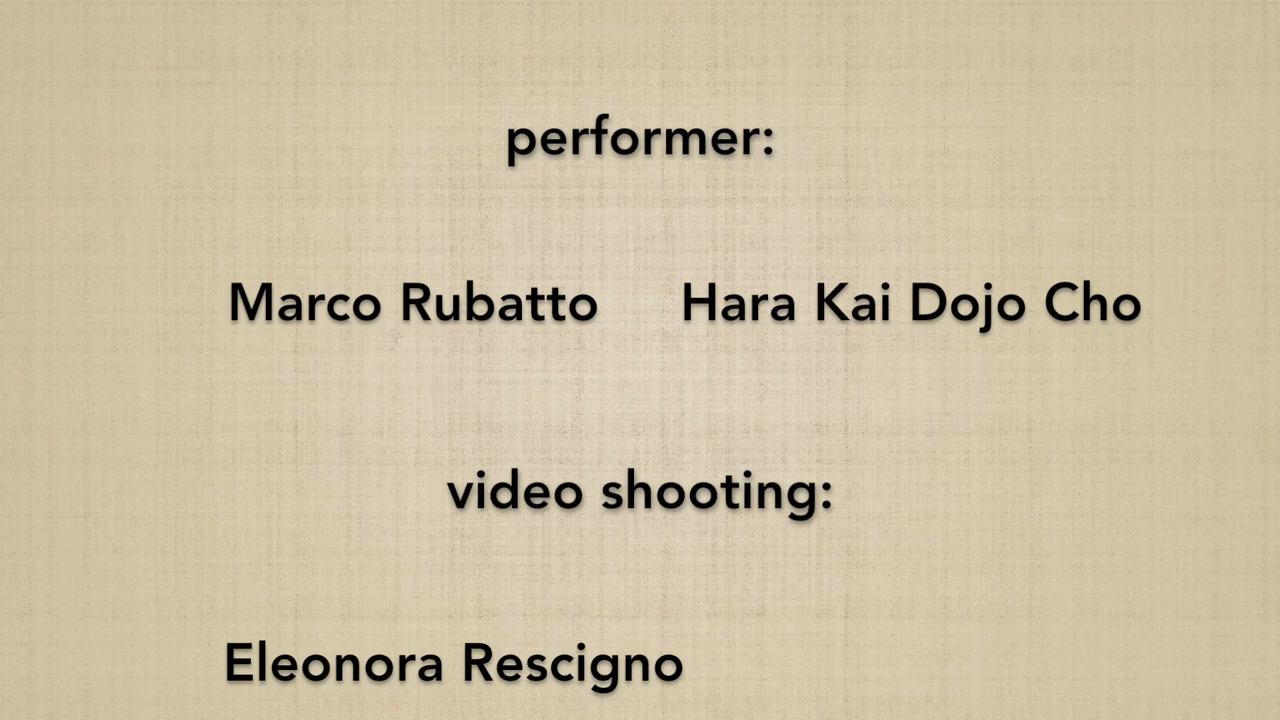 performer:
Marco Rubatto Hara Kai Dojo Cho
video shooting:
Eleonora Rescigno